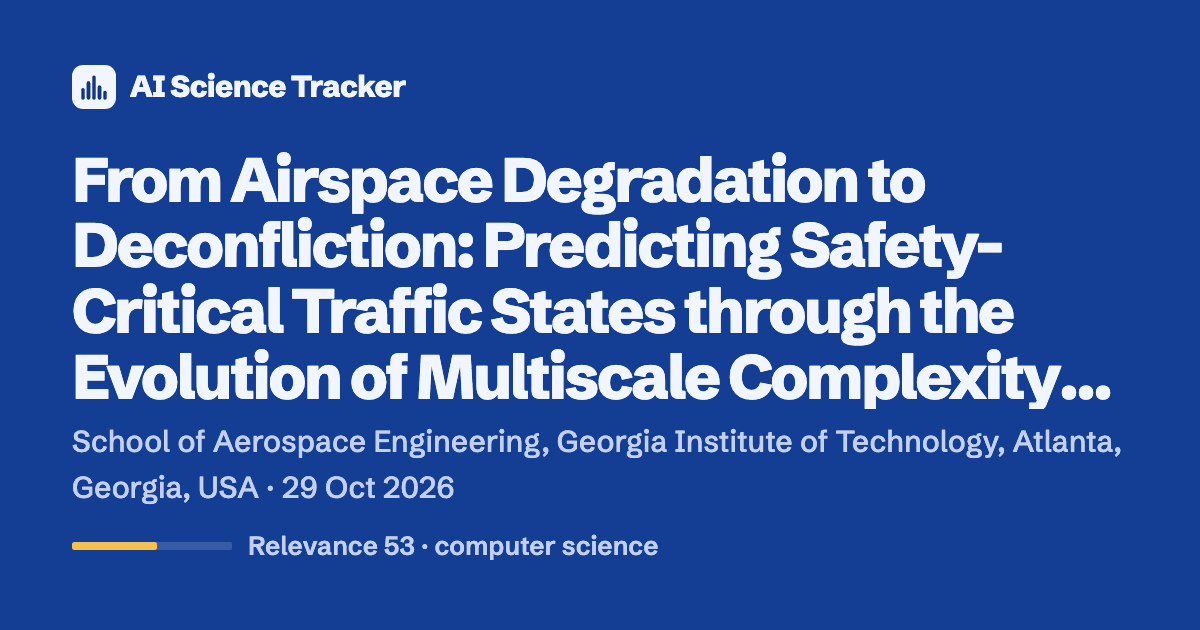 AI Science Tracker
From Airspace Degradation to
Deconfliction: Predicting Safety-
Critical Traffic States through the
Evolution of Multiscale Complexity...
School of Aerospace Engineering, Georgia Institute of Technology, Atlanta,
Georgia, USA · 29 Oct 2026
Relevance 53 · computer science